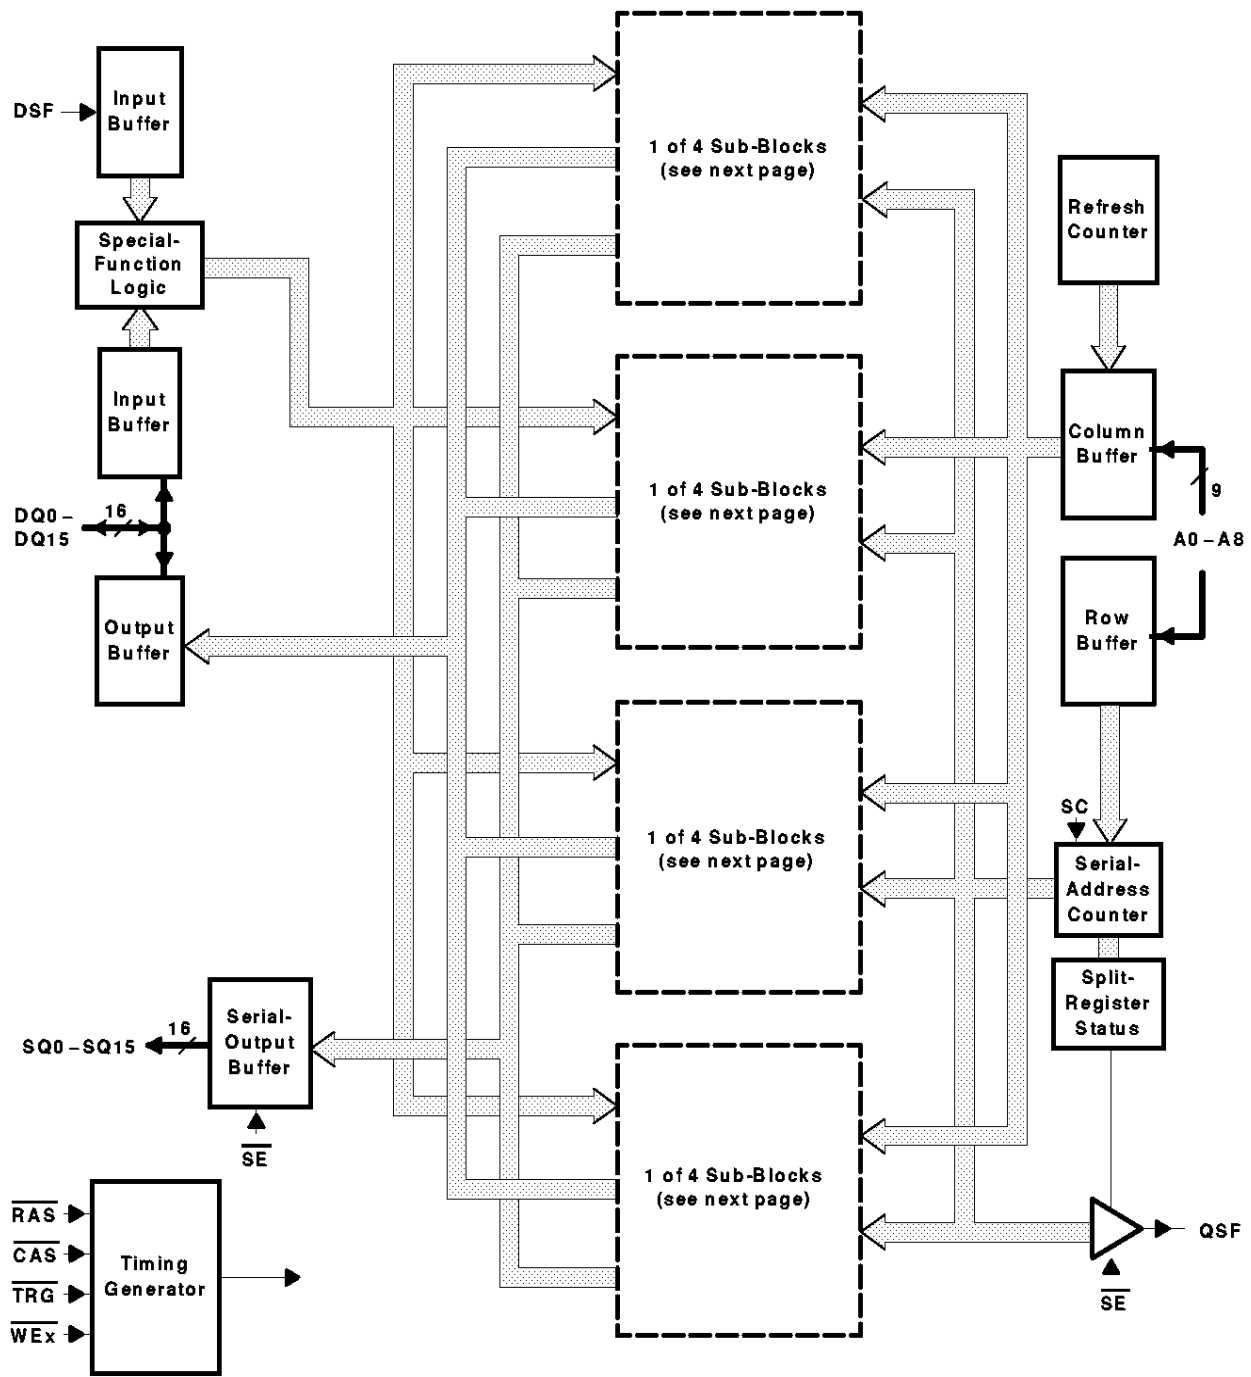 DSF
Input
Buffer
Special-
Function
Logic
Input
Buffer
DQ0–
DQ15
16
Output
Buffer
1 of 4 Sub-Blocks
(see next page)
1 of 4 Sub-Blocks
(see next page)
1 of 4 Sub-Blocks
(see next page)
1 of 4 Sub-Blocks
(see next page)
Refresh
Counter
Column
Buffer
9
A0–A8
Row
Buffer
SC
Serial-
Address
Counter
Split-
Register
Status
QSF
SE
SQ0–SQ15
16
Serial-
Output
Buffer
SE
RAS
CAS
TRG
WEx
Timing
Generator